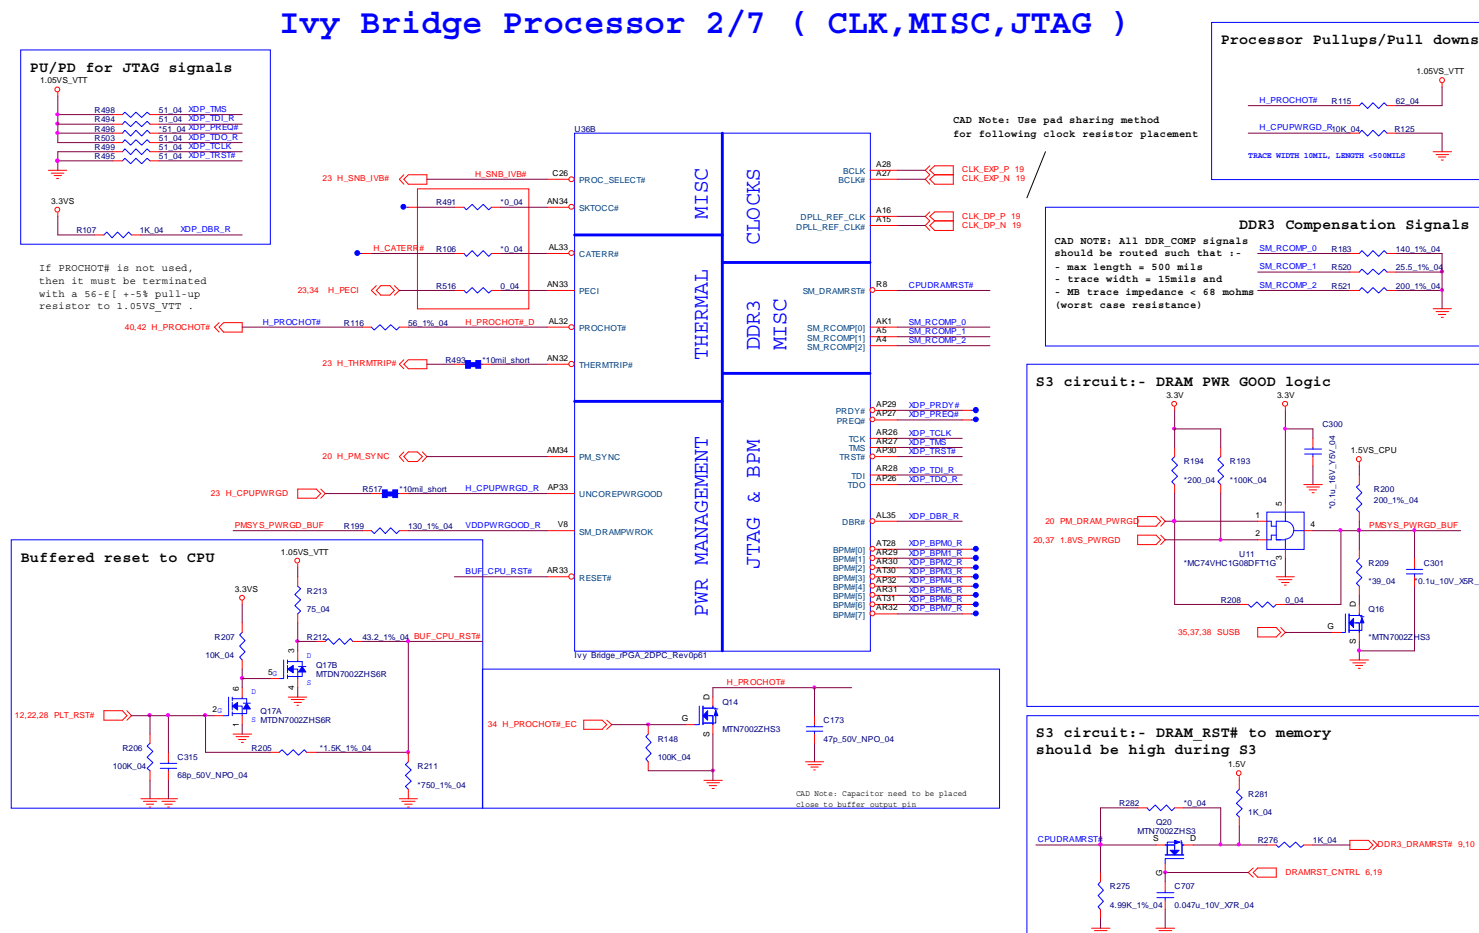 Ivy Bridge Processor 2/7 ( CLK,MISC,JTAG )
PU/PD for JTAG signals
1.05VS_VTT
R498 51_04 XDP_TMS
R494 51_04 XDP_TDI_R
R496 *51_04 XDP_PREQ#
R503 51_04 XDP_TDO_R
R499 51_04 XDP_TCLK
R495 51_04 XDP_TRST#
3.3VS
R107 1K_04 XDP_DBR_R
If PROCHOT# is not used,
then it must be terminated
with a 56-£[ +-5% pull-up
resistor to 1.05VS_VTT .
Processor Pullups/Pull downs
1.05VS_VTT
H_PROCHOT# R115 62_04
H_CPUPWRGD_R 10K_04 R125
TRACE WIDTH 10MIL, LENGTH <500MILS
CAD Note: Use pad sharing method
for following clock resistor placement
DDR3 Compensation Signals
CAD NOTE: All DDR_COMP signals
should be routed such that :-
- max length = 500 mils
- trace width = 15mils and
- MB trace impedance < 68 mohms
(worst case resistance)
SM_RCOMP_0 R183 140_1%_04
SM_RCOMP_1 R520 25.5_1%_04
SM_RCOMP_2 R521 200_1%_04
U36B
23 H_SNB_IVB# H_SNB_IVB# C26 PROC_SELECT#
R491 *0_04 AN34 SKTOCC#
H_CATERR# R106 *0_04 AL33 CATERR#
23,34 H_PECI R516 0_04 AN33 PECI
40,42 H_PROCHOT# H_PROCHOT# R116 56_1%_04 H_PROCHOT#_D AL32 PROCHOT#
23 H_THRMTRIP# R493 *10mil_short AN32 THERMTRIP#
20 H_PM_SYNC AM34 PM_SYNC
23 H_CPUPWRGD R517 *10mil_short H_CPUPWRGD_R AP33 UNCOREPWRGOOD
PMSYS_PWRGD_BUF R199 130_1%_04 VDDPWRGOOD_R V8 SM_DRAMPWROK
BUF_CPU_RST# AR33 RESET#
MISC
THERMAL
PWR MANAGEMENT
CLOCKS
DDR3
MISC
JTAG & BPM
BCLK A28 CLK_EXP_P 19
BCLK# A27 CLK_EXP_N 19
DPLL_REF_CLK A16 CLK_DP_P 19
DPLL_REF_CLK# A15 CLK_DP_N 19
SM_DRAMRST# R8 CPUDRAMRST#
SM_RCOMP[0] AK1 SM_RCOMP_0
SM_RCOMP[1] A5 SM_RCOMP_1
SM_RCOMP[2] A4 SM_RCOMP_2
PRDY# AP29 XDP_PRDY#
PREQ# AP27 XDP_PREQ#
TCK AR26 XDP_TCLK
TMS AR27 XDP_TMS
TRST# AP30 XDP_TRST#
TDI AR28 XDP_TDI_R
TDO AP26 XDP_TDO_R
DBR# AL35 XDP_DBR_R
BPM#[0] AT28 XDP_BPM0_R
BPM#[1] AR29 XDP_BPM1_R
BPM#[2] AR30 XDP_BPM2_R
BPM#[3] AT30 XDP_BPM3_R
BPM#[4] AP32 XDP_BPM4_R
BPM#[5] AR31 XDP_BPM5_R
BPM#[6] AT31 XDP_BPM6_R
BPM#[7] AR32 XDP_BPM7_R
Ivy Bridge_rPGA_2DPC_Rev0p61
S3 circuit:- DRAM PWR GOOD logic
3.3V
3.3V
C300
*0.1u_16V_Y5V_04
1.5VS_CPU
R194
*200_04
R193
*100K_04
R200
200_1%_04
20 PM_DRAM_PWRGD 1
20,37 1.8VS_PWRGD 2
5
4
3
PMSYS_PWRGD_BUF
U11
*MC74VHC1G08DFT1G
R209
*39_04
C301
*0.1u_10V_X5R_
R208 0_04
35,37,38 SUSB
G
D
S
Q16
*MTN7002ZHS3
Buffered reset to CPU
1.05VS_VTT
3.3VS
R213
75_04
R207
10K_04
R212 43.2_1%_04 BUF_CPU_RST#
3
D
5 G
4
S
Q17B
MTDN7002ZHS6R
6
D
2 G
1
S
Q17A
MTDN7002ZHS6R
12,22,28 PLT_RST#
R206
100K_04
C315
68p_50V_NPO_04
R205 *1.5K_1%_04
R211
*750_1%_04
H_PROCHOT#
34 H_PROCHOT#_EC
G
D
S
Q14
MTN7002ZHS3
R148
100K_04
C173
47p_50V_NPO_04
CAD Note: Capacitor need to be placed
close to buffer output pin
S3 circuit:- DRAM_RST# to memory
should be high during S3
1.5V
R282 *0_04
R281
1K_04
Q20
MTN7002ZHS3
CPUDRAMRST#
S
D
G
R276 1K_04
DDR3_DRAMRST# 9,10
DRAMRST_CNTRL 6,19
R275
4.99K_1%_04
C707
0.047u_10V_X7R_04